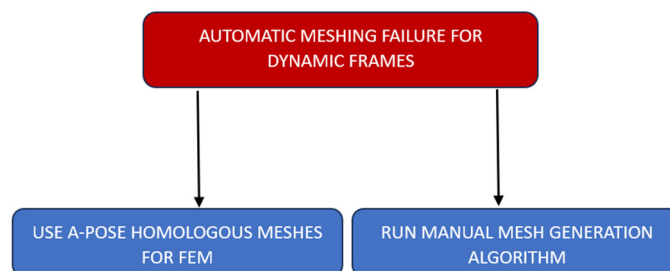 AUTOMATIC MESHING FAILURE FOR
DYNAMIC FRAMES
USE A-POSE HOMOLOGOUS MESHES
FOR FEM
RUN MANUAL MESH GENERATION
ALGORITHM